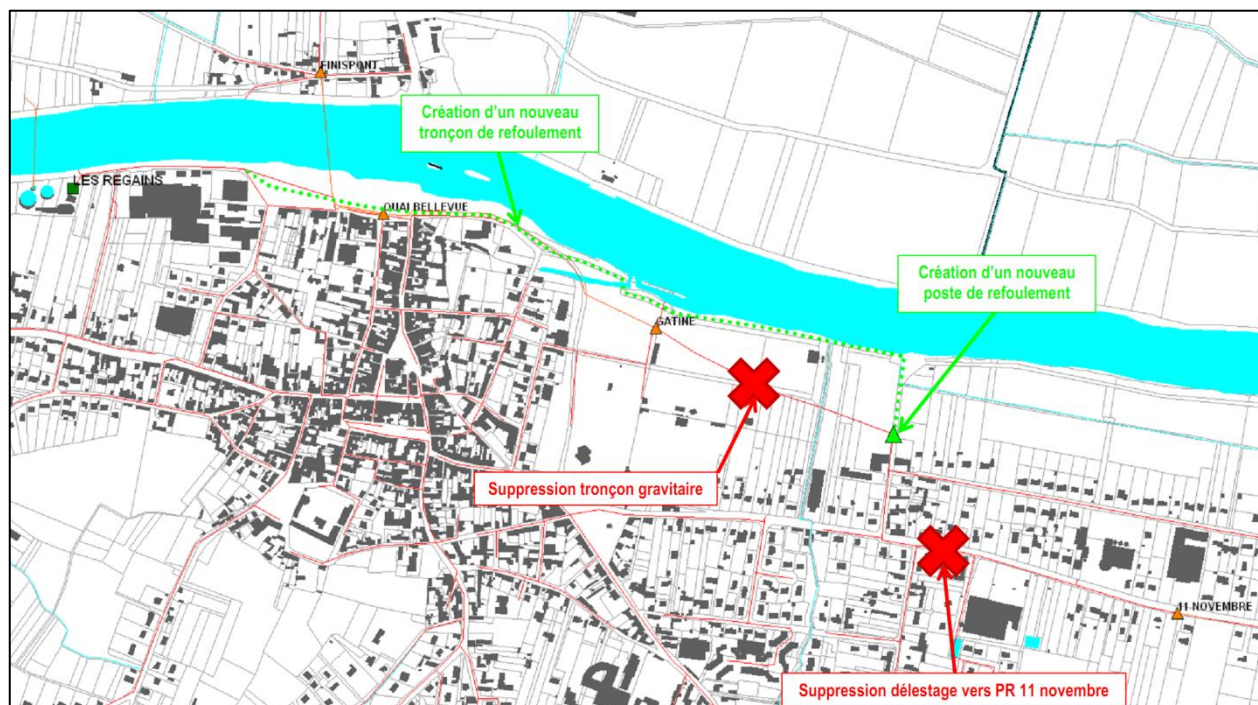 FINISPONT
Création d'un nouveau
tronçon de refoulement
LES REGAINS
QUAI BELLEVUE
Création d'un nouveau
poste de refoulement
GATINE
Suppression tronçon gravitaire
11 NOVEMBRE
Suppression délestage vers PR 11 novembre